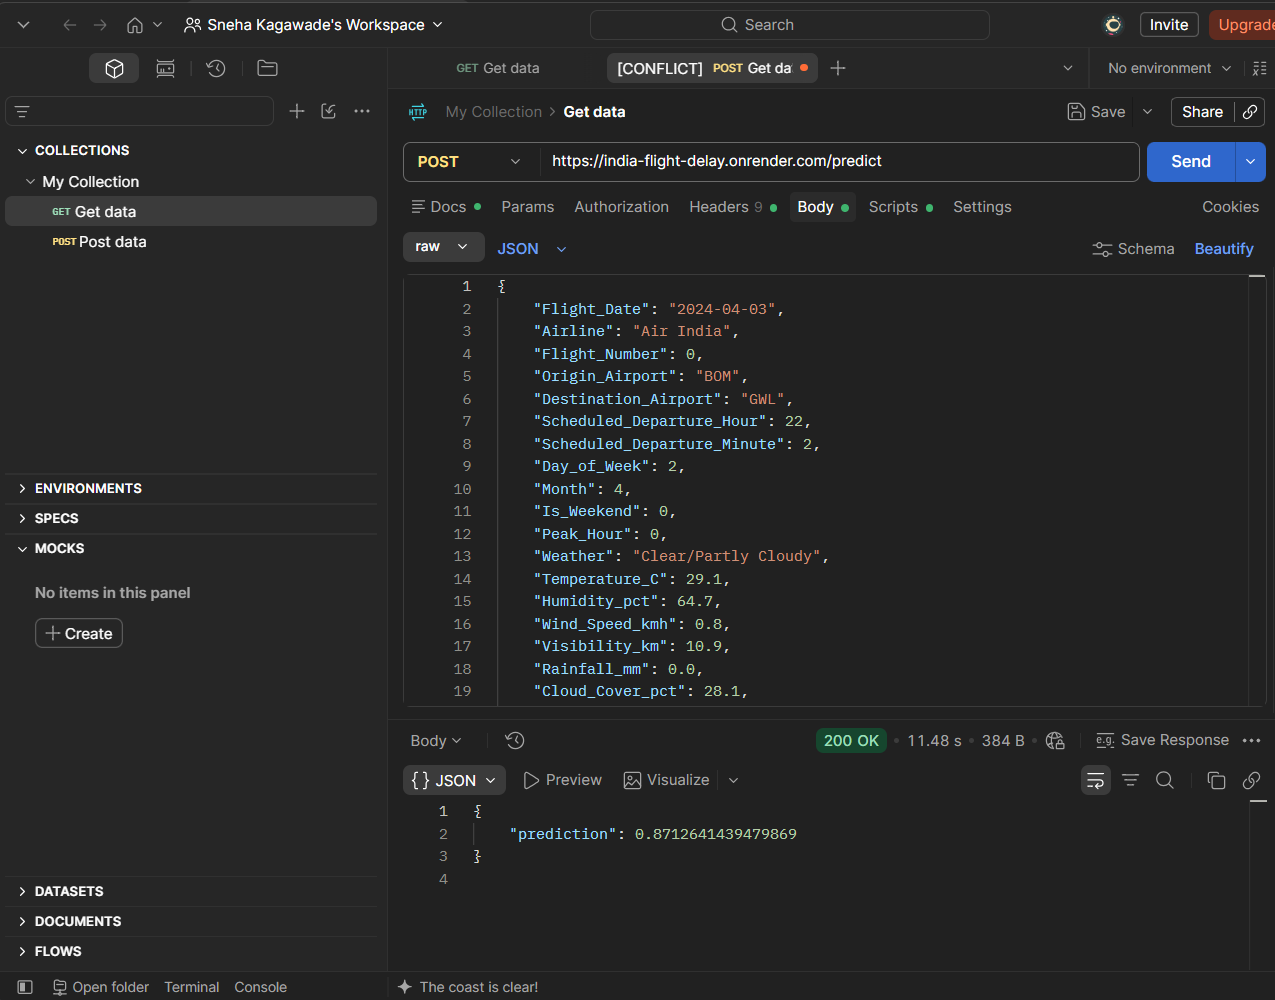 Sneha Kagawade's Workspace
Search
Invite
Upgrade
GET Get data
[CONFLICT] POST Get da
No environment
My Collection > Get data
Save
Share
COLLECTIONS
My Collection
GET Get data
POST Post data
POST
https://india-flight-delay.onrender.com/predict
Send
Docs
Params
Authorization
Headers 9
Body
Scripts
Settings
Cookies
raw
JSON
Schema
Beautify
1 {
2 "Flight_Date": "2024-04-03",
3 "Airline": "Air India",
4 "Flight_Number": 0,
5 "Origin_Airport": "BOM",
6 "Destination_Airport": "GWL",
7 "Scheduled_Departure_Hour": 22,
8 "Scheduled_Departure_Minute": 2,
9 "Day_of_Week": 2,
10 "Month": 4,
11 "Is_Weekend": 0,
12 "Peak_Hour": 0,
13 "Weather": "Clear/Partly Cloudy",
14 "Temperature_C": 29.1,
15 "Humidity_pct": 64.7,
16 "Wind_Speed_kmh": 0.8,
17 "Visibility_km": 10.9,
18 "Rainfall_mm": 0.0,
19 "Cloud_Cover_pct": 28.1,
ENVIRONMENTS
SPECS
MOCKS
No items in this panel
Create
DATASETS
DOCUMENTS
FLOWS
Body
200 OK
11.48 s
384 B
e.g. Save Response
{} JSON
Preview
Visualize
1 {
2 "prediction": 0.8712641439479869
3 }
4
Open folder
Terminal
Console
The coast is clear!